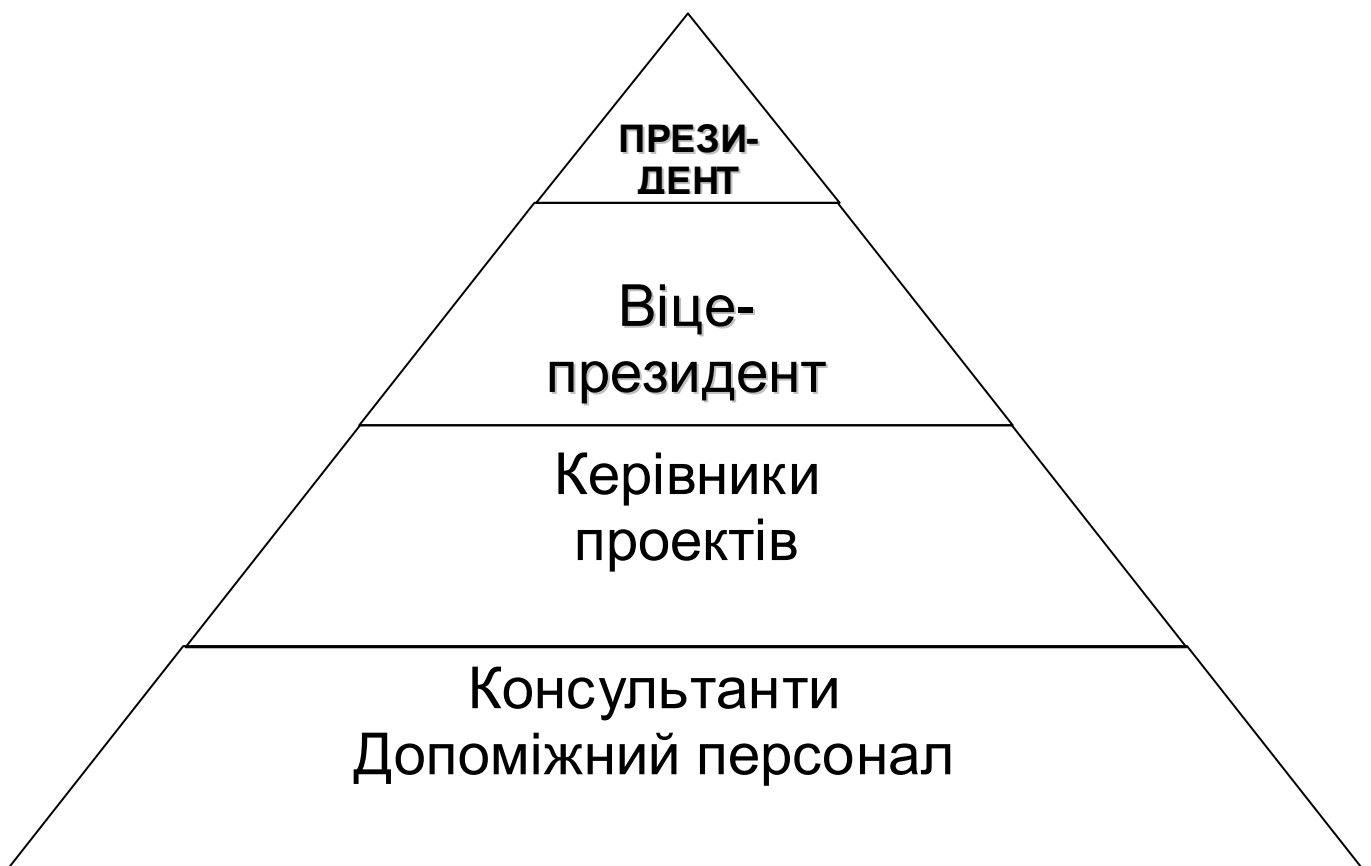 ПРЕЗИ-
ДЕНТ
Віце-
президент
Керівники
проектів
Консультанти
Допоміжний персонал